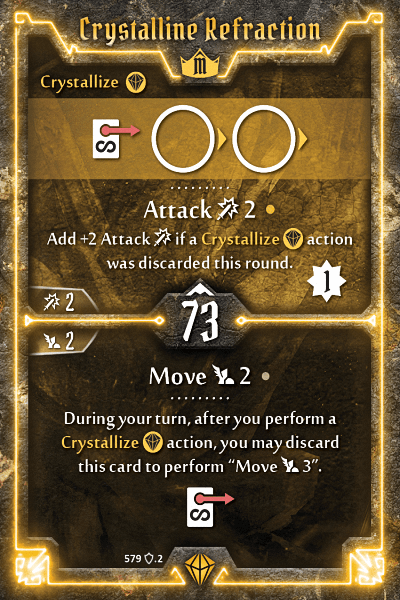 Crystalline Refraction
M
Crystallize
Attack 2
Add +2 Attack if a Crystallize action
was discarded this round.
1
2
73
2
Move 2
During your turn, after you perform a
Crystallize action, you may discard
this card to perform “Move 3”.
579 .2